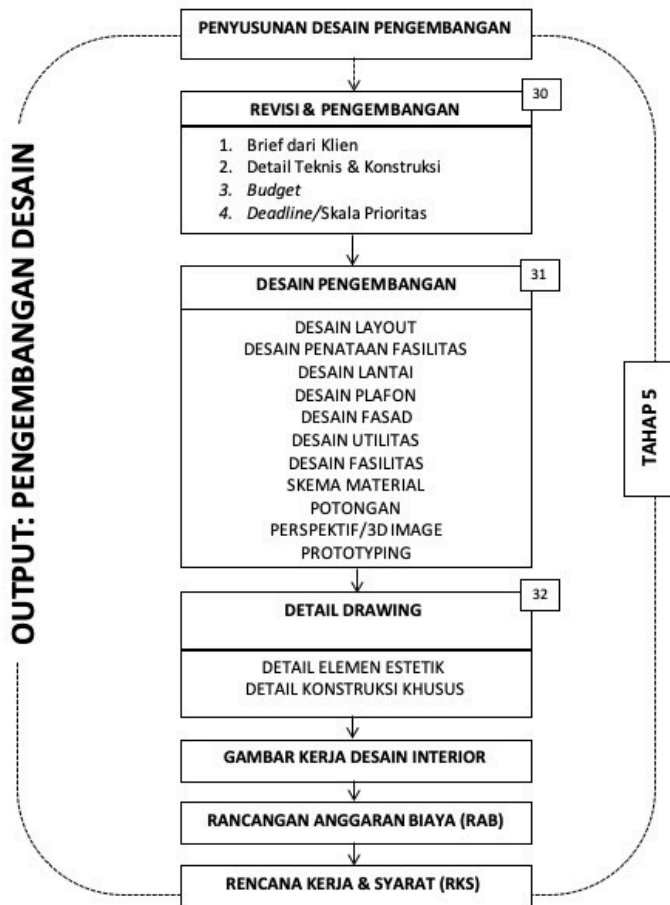 PENYUSUNAN DESAIN PENGEMBANGAN
30
REVISI & PENGEMBANGAN
1. Brief dari Klien
2. Detail Teknis & Konstruksi
3. Budget
4. Deadline/Skala Prioritas
31
DESAIN PENGEMBANGAN
DESAIN LAYOUT
DESAIN PENATAAN FASILITAS
DESAIN LANTAI
DESAIN PLAFON
DESAIN FASAD
DESAIN UTILITAS
DESAIN FASILITAS
SKEMA MATERIAL
POTONGAN
PERSPEKTIF/3D IMAGE
PROTOTYPING
32
DETAIL DRAWING
DETAIL ELEMEN ESTETIK
DETAIL KONSTRUKSI KHUSUS
GAMBAR KERJA DESAIN INTERIOR
RANCANGAN ANGGARAN BIAYA (RAB)
RENCANA KERJA & SYARAT (RKS)
OUTPUT: PENGEMBANGAN DESAIN
TAHAP 5